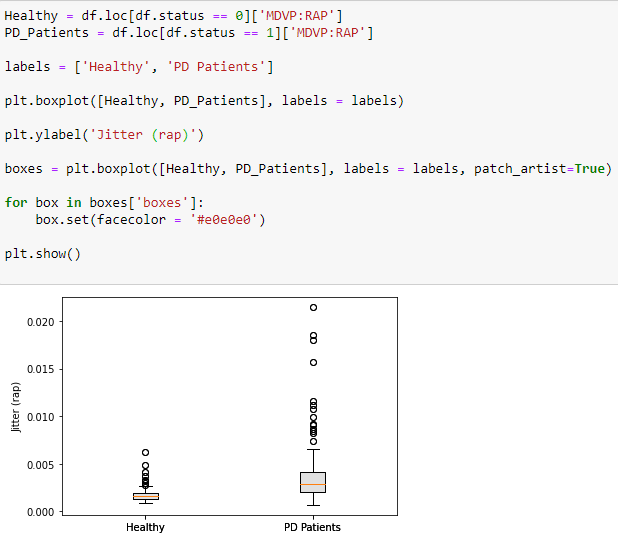 Healthy = df.loc[df.status == 0]['MDVP:RAP']
PD_Patients = df.loc[df.status == 1]['MDVP:RAP']
labels = ['Healthy', 'PD Patients']
plt.boxplot([Healthy, PD_Patients], labels = labels)
plt.ylabel('Jitter (rap)')
boxes = plt.boxplot([Healthy, PD_Patients], labels = labels, patch_artist=True)
for box in boxes['boxes']:
    box.set(facecolor = '#e0e0e0')
plt.show()
0.020
0.015
0.010
0.005
0.000
Jitter (rap)
Healthy PD Patients